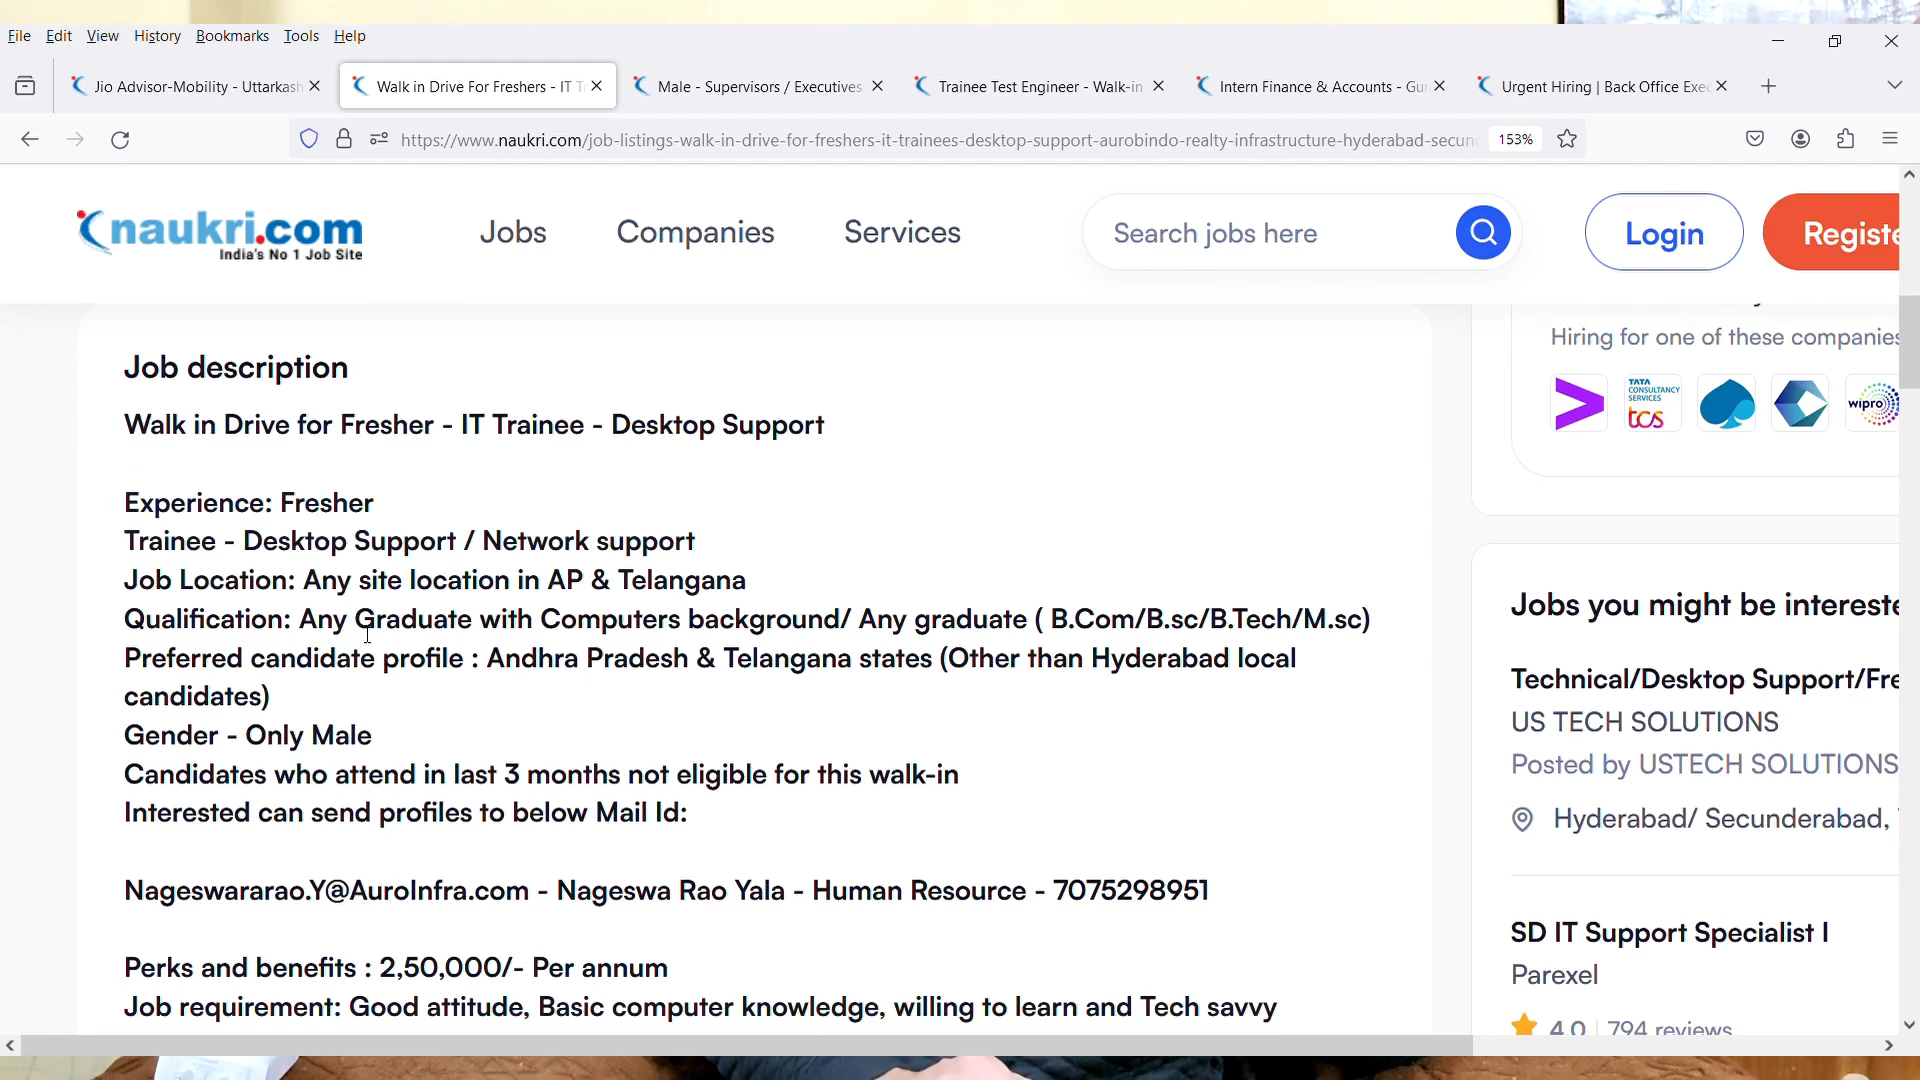 File Edit View History Bookmarks Tools Help
Jio Advisor-Mobility - Uttarkash
Walk in Drive For Freshers - IT Tr
Male - Supervisors / Executives
Trainee Test Engineer - Walk-in
Intern Finance & Accounts - Gur
Urgent Hiring | Back Office Exec
https://www.naukri.com/job-listings-walk-in-drive-for-freshers-it-trainees-desktop-support-aurobindo-realty-infrastructure-hyderabad-secun
153%
naukri.com
India's No 1 Job Site
Jobs Companies Services
Search jobs here
Login
Registe
Hiring for one of these companies
TATA
CONSULTANCY
SERVICES
tcs
wipro
Job description
Walk in Drive for Fresher - IT Trainee - Desktop Support
Experience: Fresher
Trainee - Desktop Support / Network support
Job Location: Any site location in AP & Telangana
Qualification: Any Graduate with Computers background/ Any graduate ( B.Com/B.sc/B.Tech/M.sc)
Preferred candidate profile : Andhra Pradesh & Telangana states (Other than Hyderabad local
candidates)
Gender - Only Male
Candidates who attend in last 3 months not eligible for this walk-in
Interested can send profiles to below Mail Id:
Nageswararao.Y@AuroInfra.com - Nageswa Rao Yala - Human Resource - 7075298951
Perks and benefits : 2,50,000/- Per annum
Job requirement: Good attitude, Basic computer knowledge, willing to learn and Tech savvy
Jobs you might be intereste
Technical/Desktop Support/Fre
US TECH SOLUTIONS
Posted by USTECH SOLUTIONS
Hyderabad/ Secunderabad,
SD IT Support Specialist I
Parexel
4.0 794 reviews